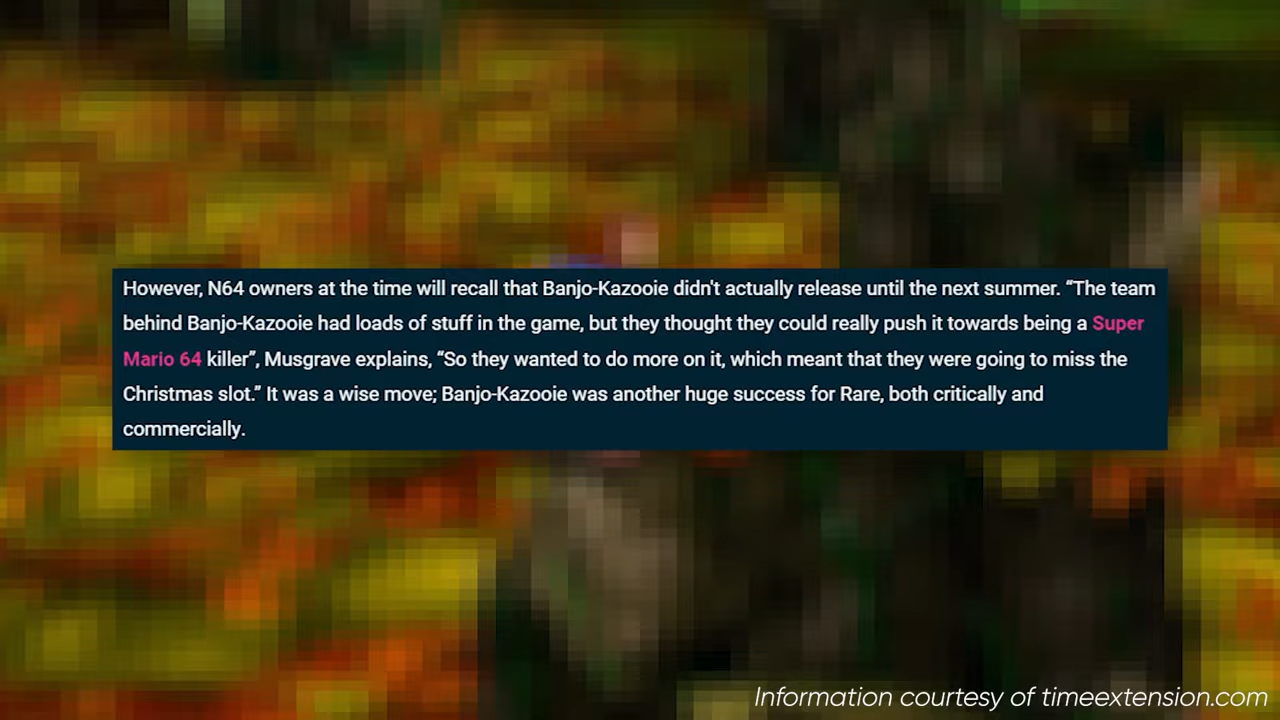 However, N64 owners at the time will recall that Banjo-Kazooie didn't actually release until the next summer. “The team
behind Banjo-Kazooie had loads of stuff in the game, but they thought they could really push it towards being a Super
Mario 64 killer”, Musgrave explains, “So they wanted to do more on it, which meant that they were going to miss the
Christmas slot.” It was a wise move; Banjo-Kazooie was another huge success for Rare, both critically and
commercially.
Information courtesy of timeextension.com